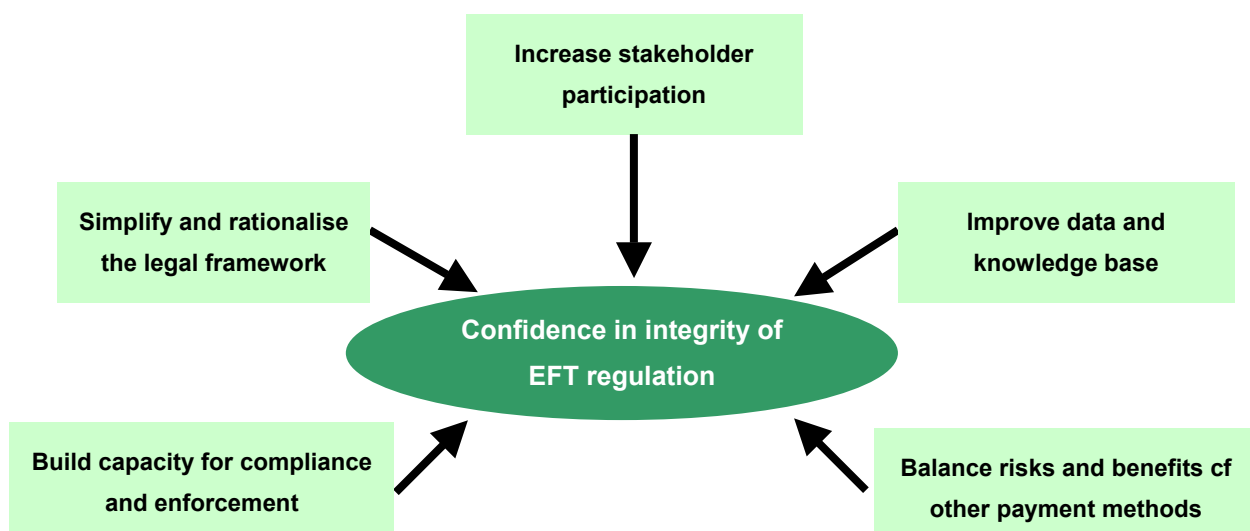 Increase stakeholder
participation
Simplify and rationalise
the legal framework
Improve data and
knowledge base
Confidence in integrity of
EFT regulation
Build capacity for compliance
and enforcement
Balance risks and benefits cf
other payment methods